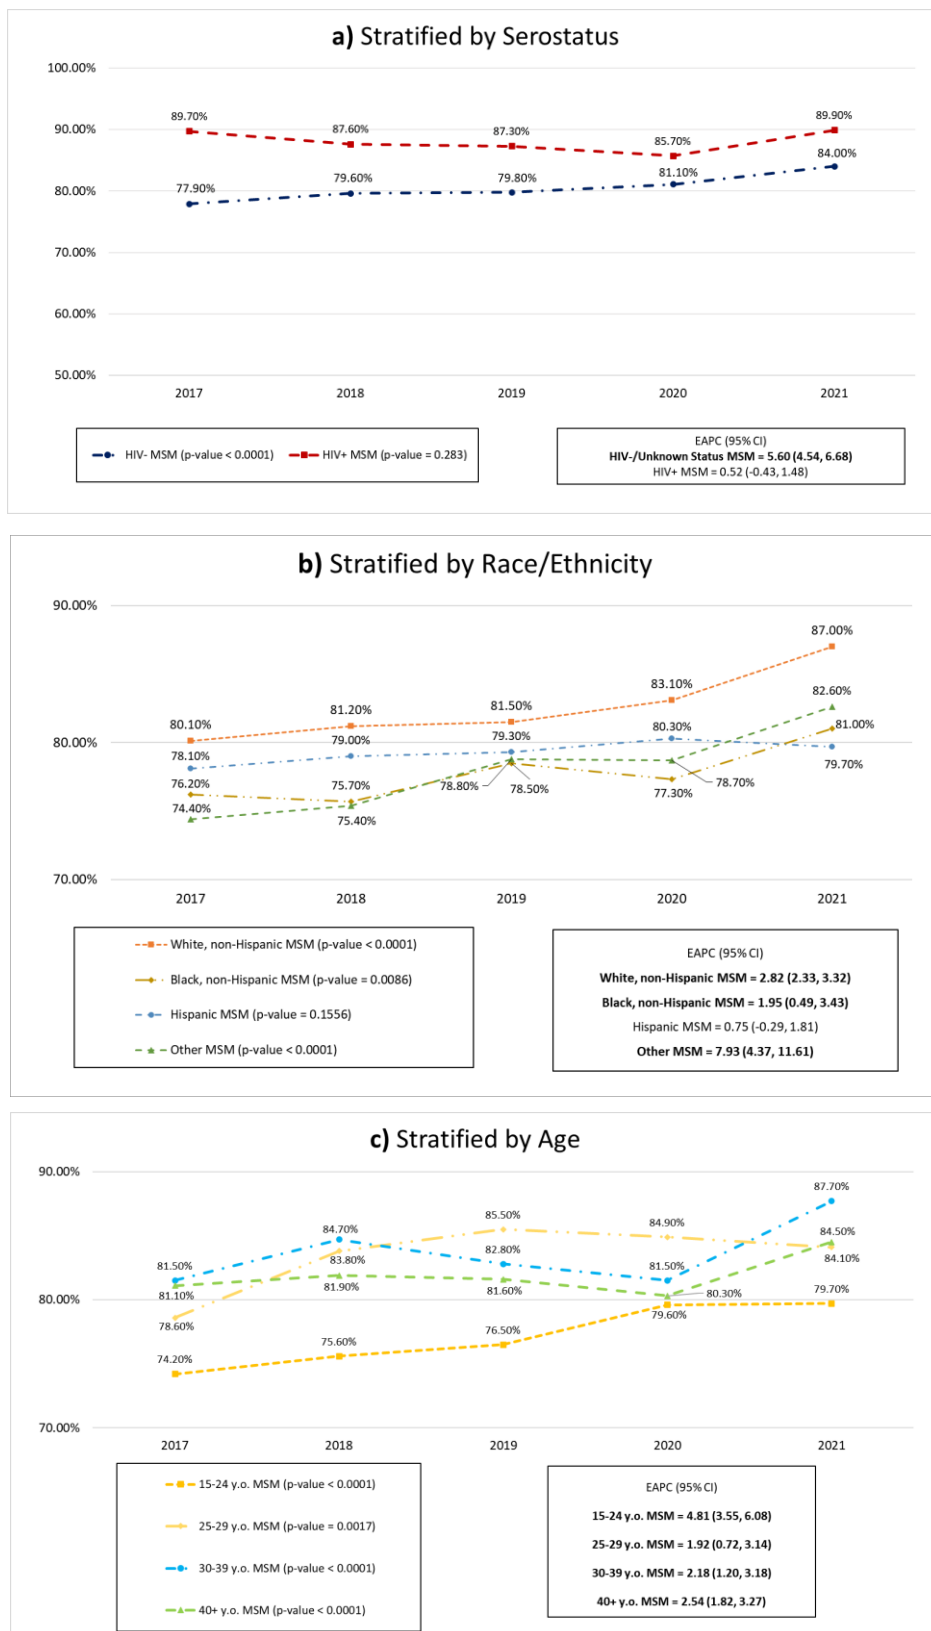 a) Stratified by Serostatus
100.00%
90.00%
80.00%
70.00%
60.00%
50.00%
89.70%
87.60%
87.30%
85.70%
89.90%
77.90%
79.60%
79.80%
81.10%
84.00%
2017 2018 2019 2020 2021
HIV- MSM (p-value < 0.0001) HIV+ MSM (p-value = 0.283)
EAPC (95% CI)
HIV-/Unknown Status MSM = 5.60 (4.54, 6.68)
HIV+ MSM = 0.52 (-0.43, 1.48)
b) Stratified by Race/Ethnicity
90.00%
80.00%
70.00%
80.10%
81.20%
81.50%
83.10%
87.00%
78.10%
79.00%
79.30%
80.30%
79.70%
76.20%
75.70%
78.50%
77.30%
81.00%
74.40%
75.40%
78.80%
78.70%
82.60%
2017 2018 2019 2020 2021
White, non-Hispanic MSM (p-value < 0.0001)
Black, non-Hispanic MSM (p-value = 0.0086)
Hispanic MSM (p-value = 0.1556)
Other MSM (p-value < 0.0001)
EAPC (95% CI)
White, non-Hispanic MSM = 2.82 (2.33, 3.32)
Black, non-Hispanic MSM = 1.95 (0.49, 3.43)
Hispanic MSM = 0.75 (-0.29, 1.81)
Other MSM = 7.93 (4.37, 11.61)
c) Stratified by Age
90.00%
80.00%
70.00%
81.50%
84.70%
82.80%
81.50%
87.70%
78.60%
83.80%
85.50%
84.90%
84.10%
81.10%
81.90%
81.60%
80.30%
84.50%
74.20%
75.60%
76.50%
79.60%
79.70%
2017 2018 2019 2020 2021
15-24 y.o. MSM (p-value < 0.0001)
25-29 y.o. MSM (p-value = 0.0017)
30-39 y.o. MSM (p-value < 0.0001)
40+ y.o. MSM (p-value < 0.0001)
EAPC (95% CI)
15-24 y.o. MSM = 4.81 (3.55, 6.08)
25-29 y.o. MSM = 1.92 (0.72, 3.14)
30-39 y.o. MSM = 2.18 (1.20, 3.18)
40+ y.o. MSM = 2.54 (1.82, 3.27)